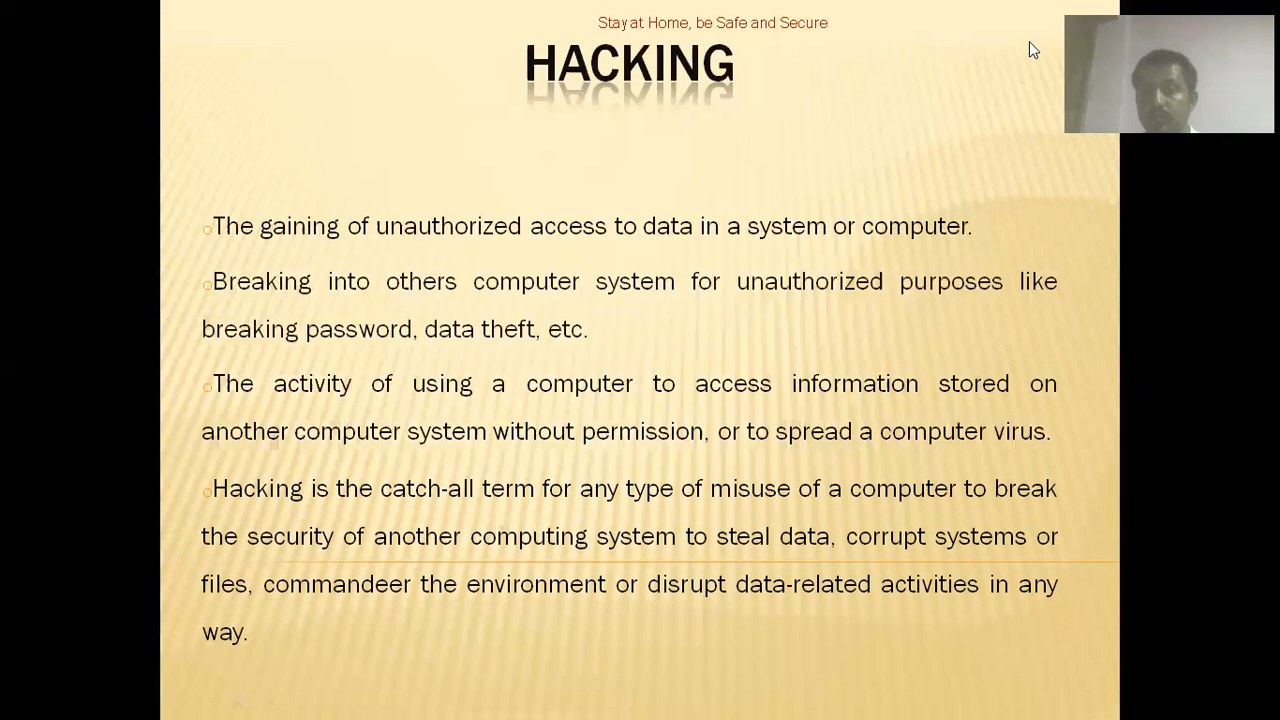 Stay at Home, be Safe and Secure
HACKING
The gaining of unauthorized access to data in a system or computer.
Breaking into others computer system for unauthorized purposes like
breaking password, data theft, etc.
The activity of using a computer to access information stored on
another computer system without permission, or to spread a computer virus.
Hacking is the catch-all term for any type of misuse of a computer to break
the security of another computing system to steal data, corrupt systems or
files, commandeer the environment or disrupt data-related activities in any
way.